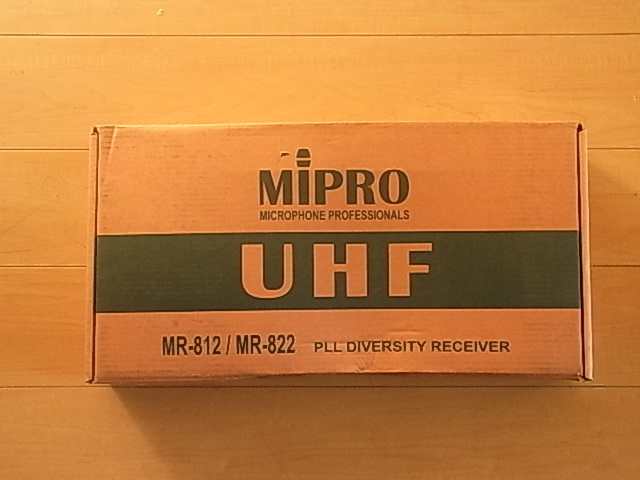 MIPRO
MICROPHONE PROFESSIONALS
UHF
MR-812 / MR-822 PLL DIVERSITY RECEIVER